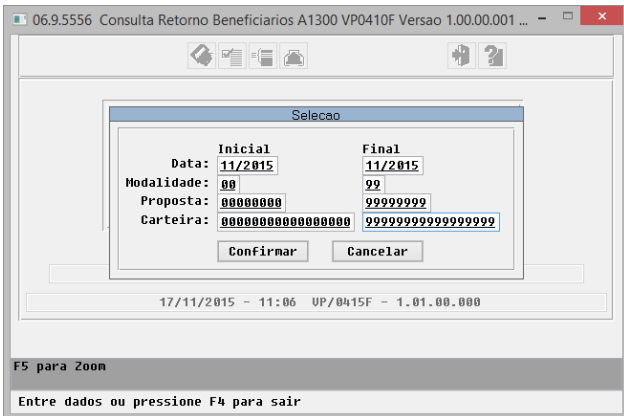 06.9.5556 Consulta Retorno Beneficiarios A1300 VP0410F Versao 1.00.00.001 ...
Selecao
Inicial Final
Data: 11/2015 11/2015
Modalidade: 00 99
Proposta: 00000000 99999999
Carteira: 00000000000000000 99999999999999999
Confirmar Cancelar
17/11/2015 - 11:06 VP/0415F - 1.01.00.000
F5 para Zoom
Entre dados ou pressione F4 para sair